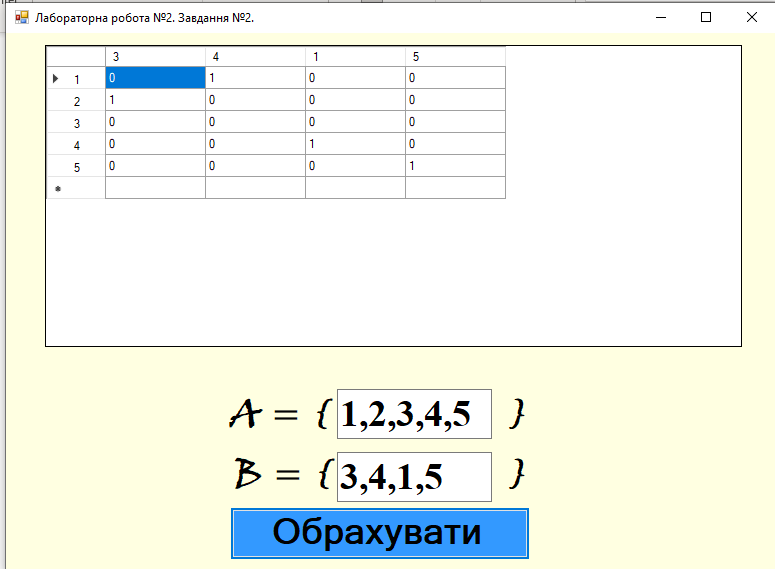 Лабораторна робота №2. Завдання №2.
3 4 1 5
1 0 1 0 0
2 1 0 0 0
3 0 0 0 0
4 0 0 1 0
5 0 0 0 1
A = { 1,2,3,4,5 }
B = { 3,4,1,5 }
Обрахувати